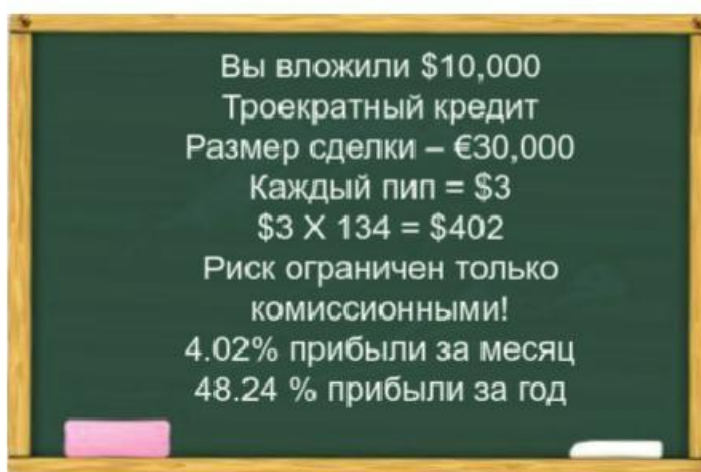 Вы вложили $10,000
Троекратный кредит
Размер сделки – €30,000
Каждый пип = $3
$3 X 134 = $402
Риск ограничен только
комиссионными!
4.02% прибыли за месяц
48.24 % прибыли за год